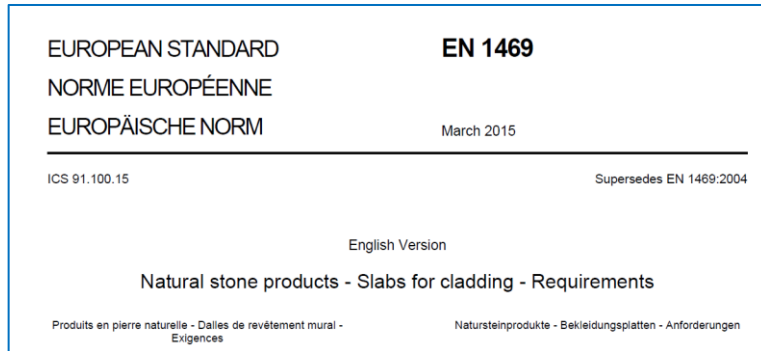 EUROPEAN STANDARD
EN 1469
NORME EUROPÉENNE
EUROPÄISCHE NORM
March 2015
ICS 91.100.15
Supersedes EN 1469:2004
English Version
Natural stone products - Slabs for cladding - Requirements
Produits en pierre naturelle - Dalles de revêtement mural -
Exigences
Natursteinprodukte - Bekleidungsplatten - Anforderungen